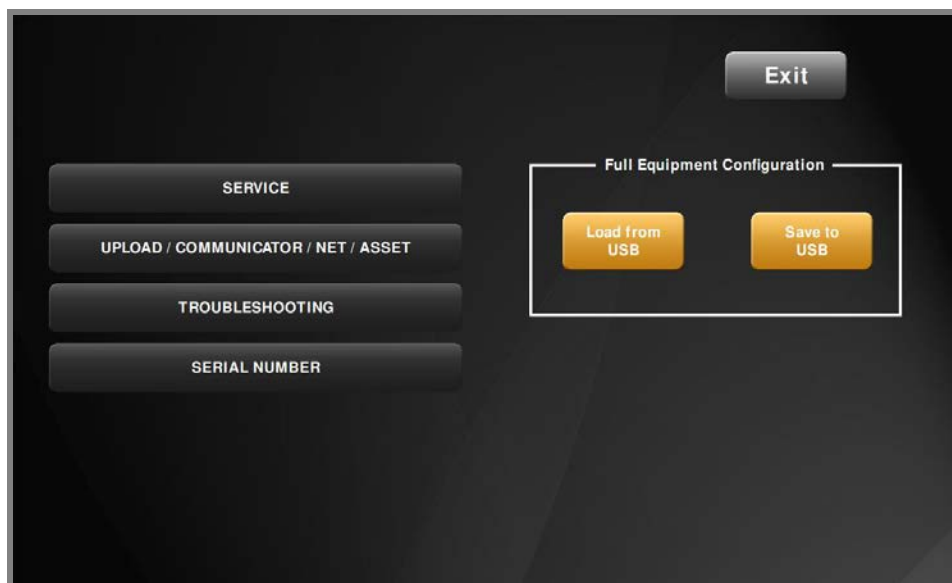 Exit
SERVICE
UPLOAD / COMMUNICATOR / NET / ASSET
TROUBLESHOOTING
SERIAL NUMBER
Full Equipment Configuration
Load from
USB
Save to
USB